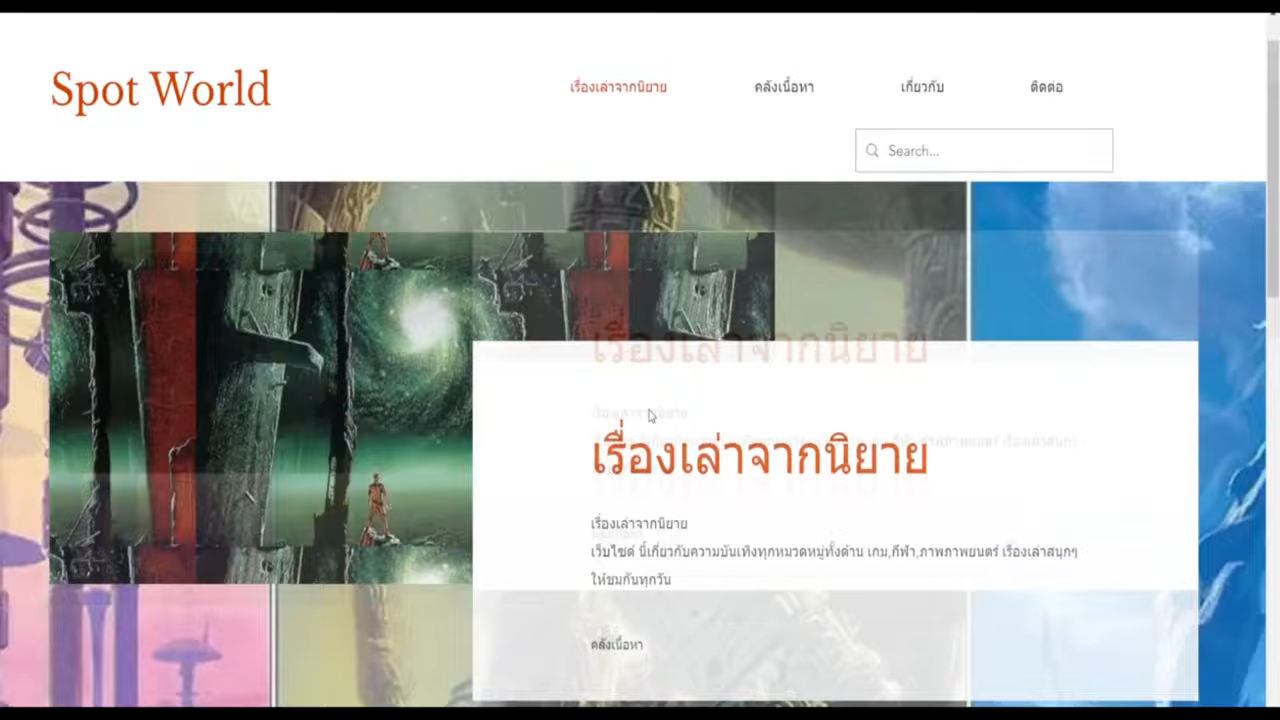 Spot World
เรื่องเล่าจากนิยาย
คลังเนื้อหา
เกี่ยวกับ
ติดต่อ
Search...
เรื่องเล่าจากนิยาย
เรื่องเล่าจากนิยาย
เว็บไซต์ นี้เกี่ยวกับความบันเทิงทุกหมวดหมู่ทั้งด้าน เกม,กีฬา,ภาพภาพยนตร์ เรื่องเล่าสนุกๆ
ให้ชมกันทุกวัน
คลังเนื้อหา